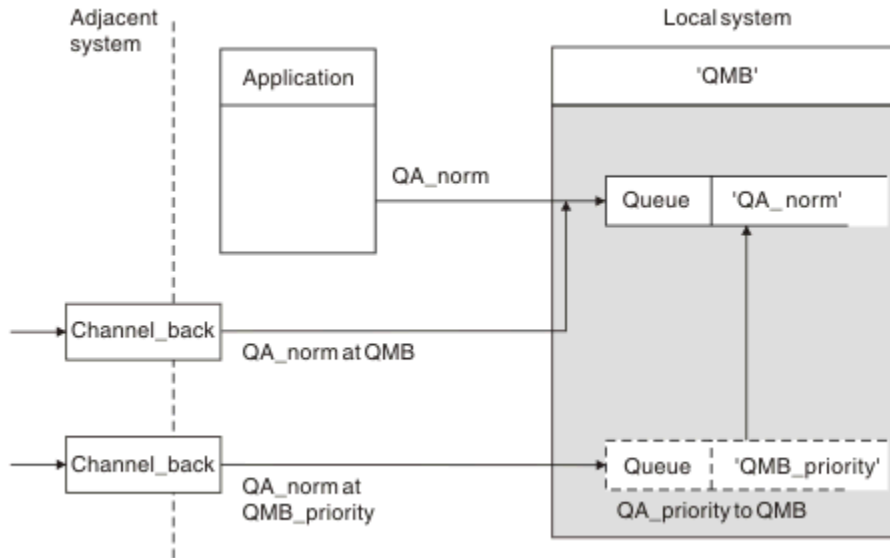 Adjacent
system
Local system
Application
'QMB'
QA_norm
Queue
'QA_norm'
Channel_back
QA_norm at QMB
Channel_back
Queue
'QMB_priority'
QA_norm at
QMB_priority
QA_priority to QMB